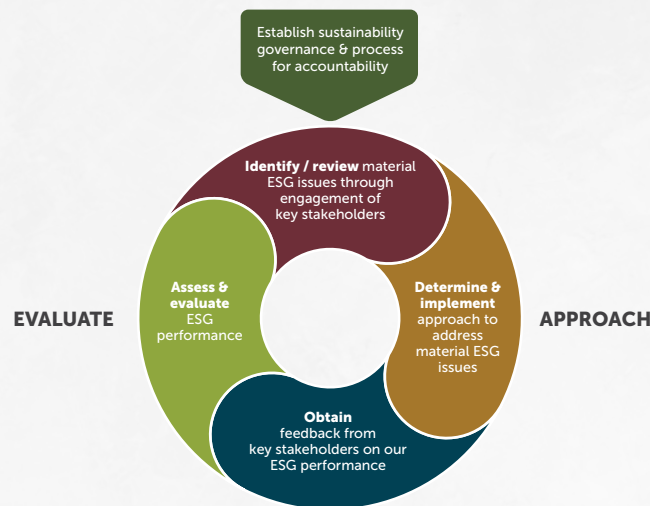 Establish sustainability
governance & process
for accountability
Identify / review material
ESG issues through
engagement of
key stakeholders
Determine &
implement
approach to
address
material ESG
issues
APPROACH
Obtain
feedback from
key stakeholders on our
ESG performance
Assess &
evaluate
ESG
performance
EVALUATE